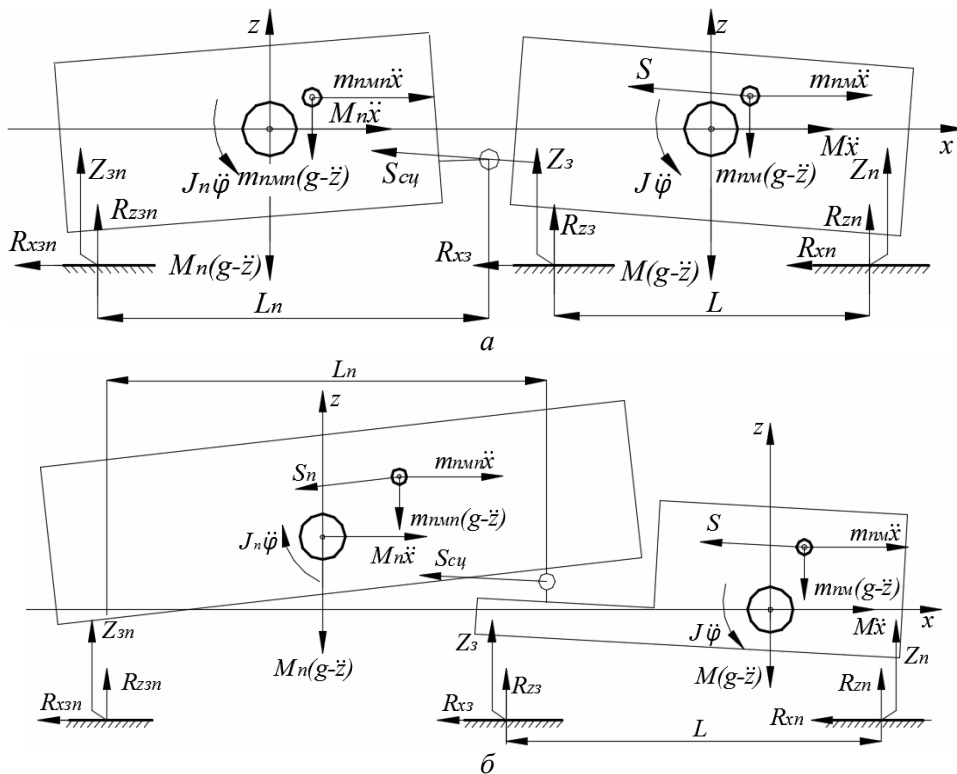 z
z
mпмпẍ
S
mпмẍ
Mпẍ
Mẍ
x
Sсц
Zзп
Jпφ̈
mпмп(g-z̈)
Zз
Jφ̈
mпм(g-z̈)
Zп
Rzзп
Rzз
Rzп
Rxзп
Mп(g-z̈)
Rxз
M(g-z̈)
Rxп
Lп
L
а
Lп
z
z
Sп
mпмпẍ
mпмп(g-z̈)
S
mпмẍ
Jпφ̈
Mпẍ
Sсц
mпм(g-z̈)
Mẍ
x
Zзп
Zз
Jφ̈
Zп
Mп(g-z̈)
M(g-z̈)
Rzзп
Rzз
Rzп
Rxзп
Rxз
L
Rxп
б